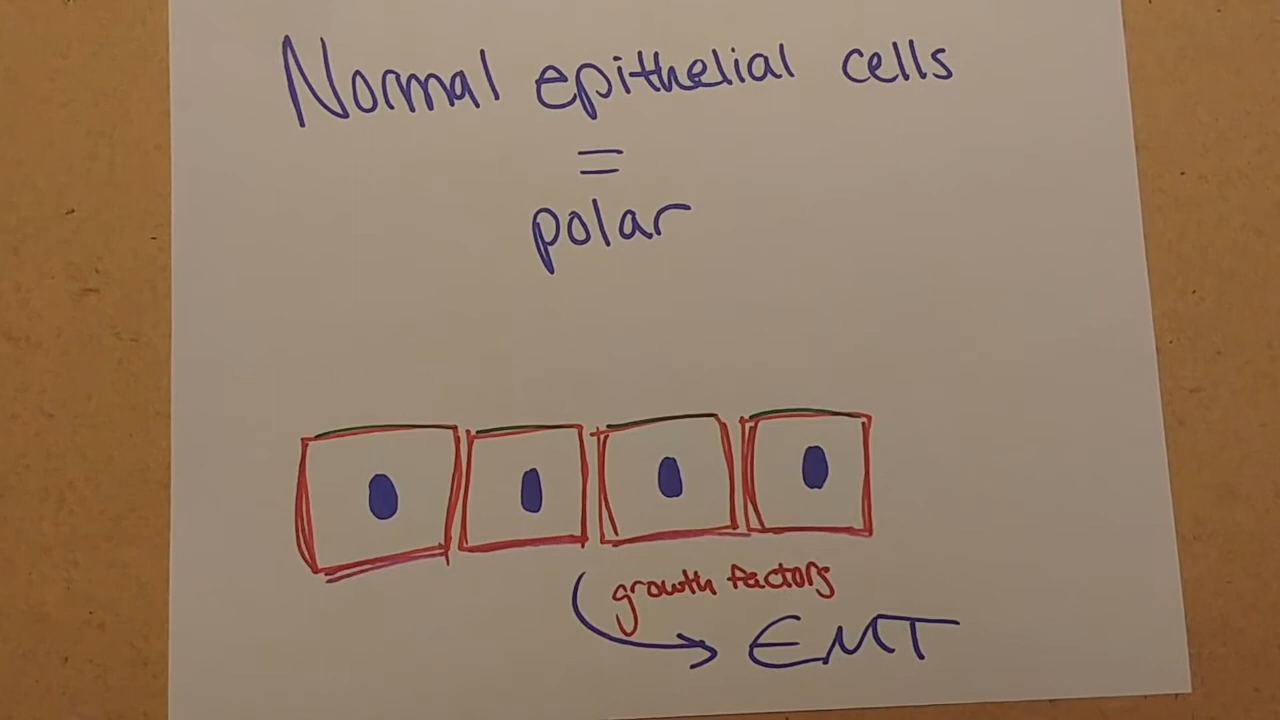 Normal epithelial cells
=
polar
growth factors
EMT